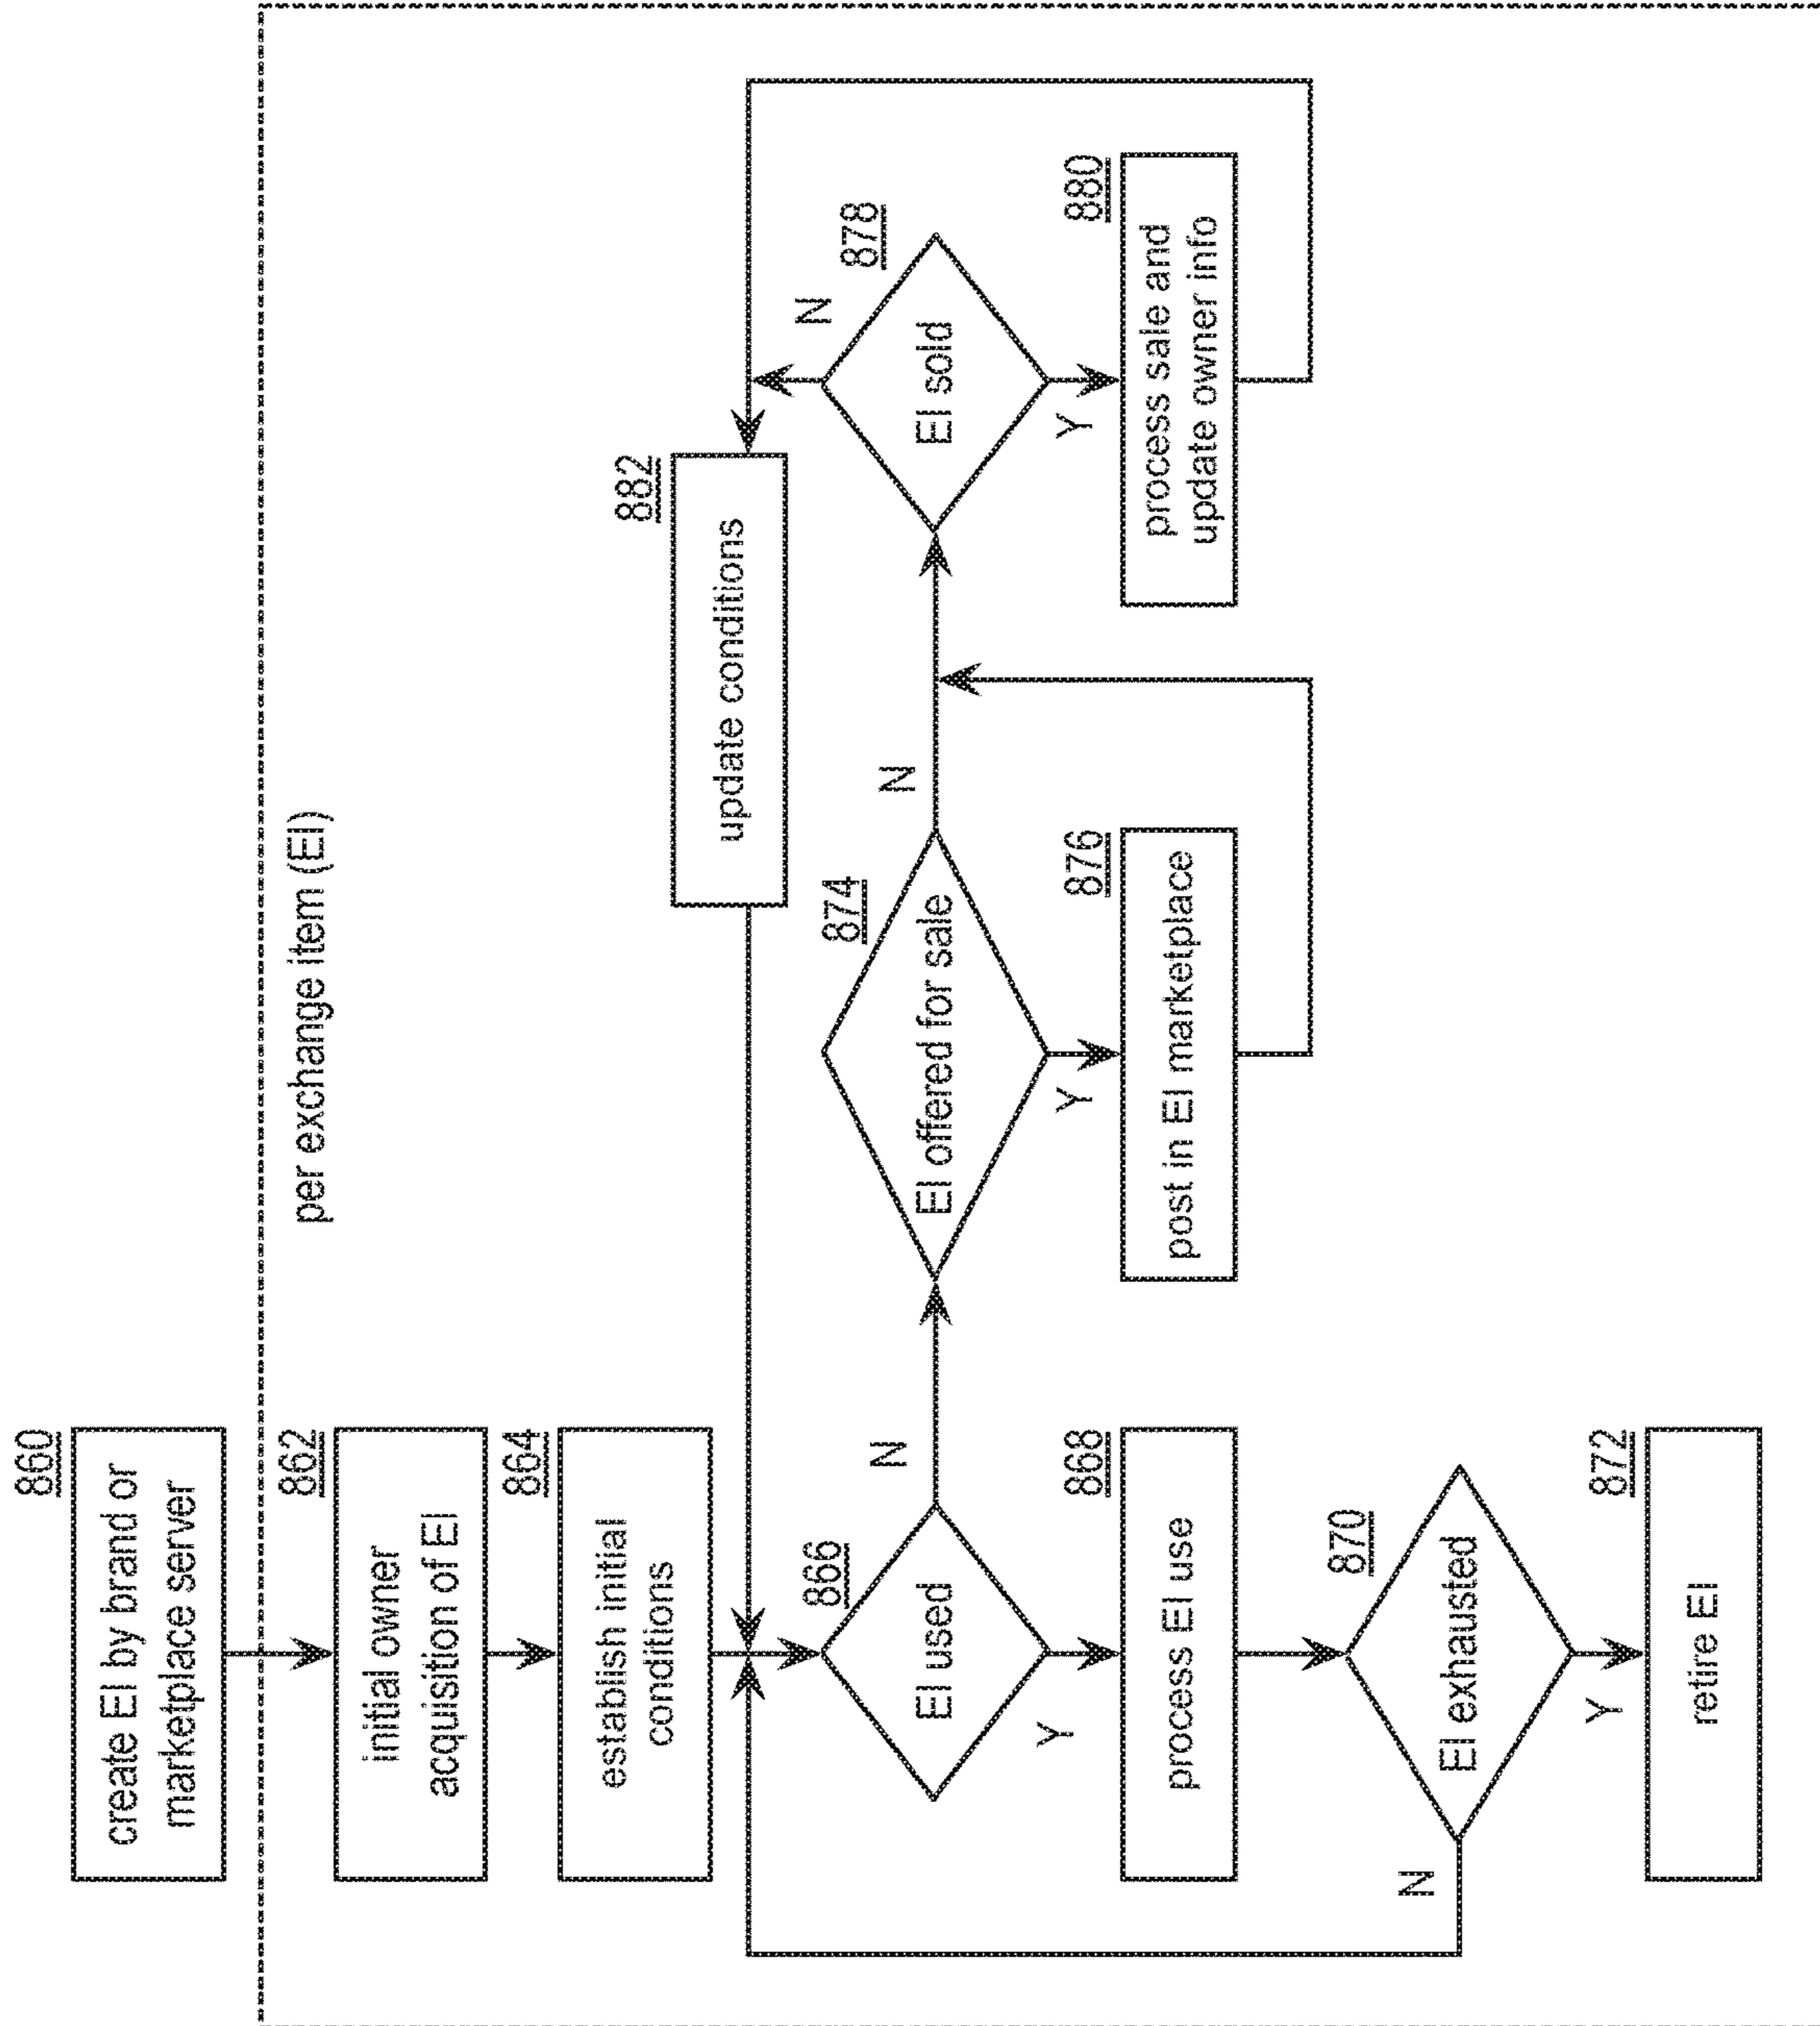 860
create EI by brand or
marketplace server
per exchange item (EI)
862
initial owner
acquisition of EI
864
establish initial
conditions
882
update conditions
866
EI used
N
Y
874
EI offered for sale
N
Y
878
EI sold
N
Y
868
process EI use
876
post in EI marketplace
880
process sale and
update owner info
870
EI exhausted
N
Y
872
retire EI